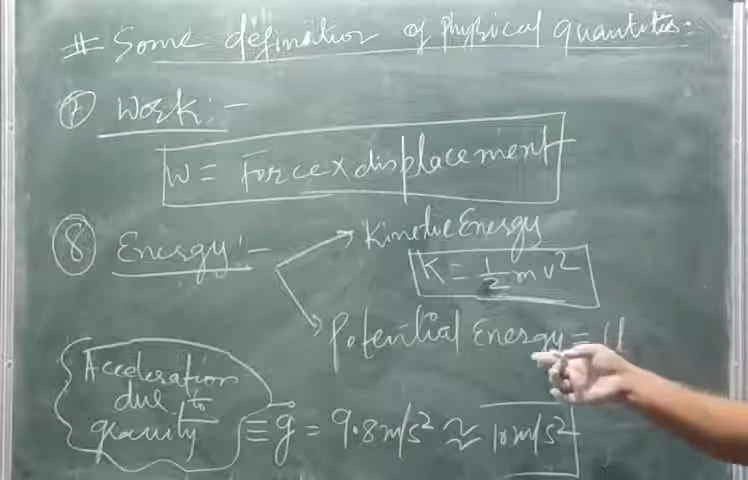 # Some defination of physical quantities:
⑦ Work:-
W = Force x displacement
⑧ Energy:-
Kinetic Energy
K = 1/2 mv²
Potential Energy = U
Acceleration
due to
gravity
≡ g = 9.8 m/s² ≈ 10 m/s²